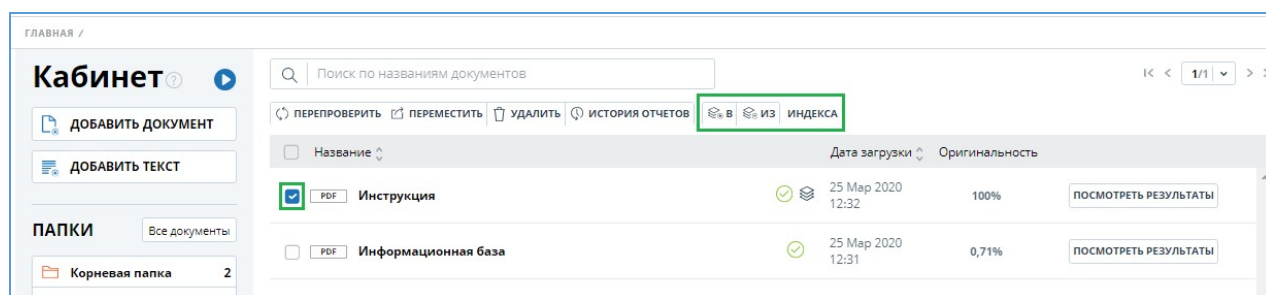 ГЛАВНАЯ /
Кабинет ?
Поиск по названиям документов
1/1
ДОБАВИТЬ ДОКУМЕНТ
ПЕРЕПРОВЕРИТЬ ПЕРЕМЕСТИТЬ УДАЛИТЬ ИСТОРИЯ ОТЧЕТОВ В ИЗ ИНДЕКСА
ДОБАВИТЬ ТЕКСТ
Название Дата загрузки Оригинальность
PDF Инструкция 25 Мар 2020
12:32 100% ПОСМОТРЕТЬ РЕЗУЛЬТАТЫ
ПАПКИ Все документы
PDF Информационная база 25 Мар 2020
12:31 0,71% ПОСМОТРЕТЬ РЕЗУЛЬТАТЫ
Корневая папка 2